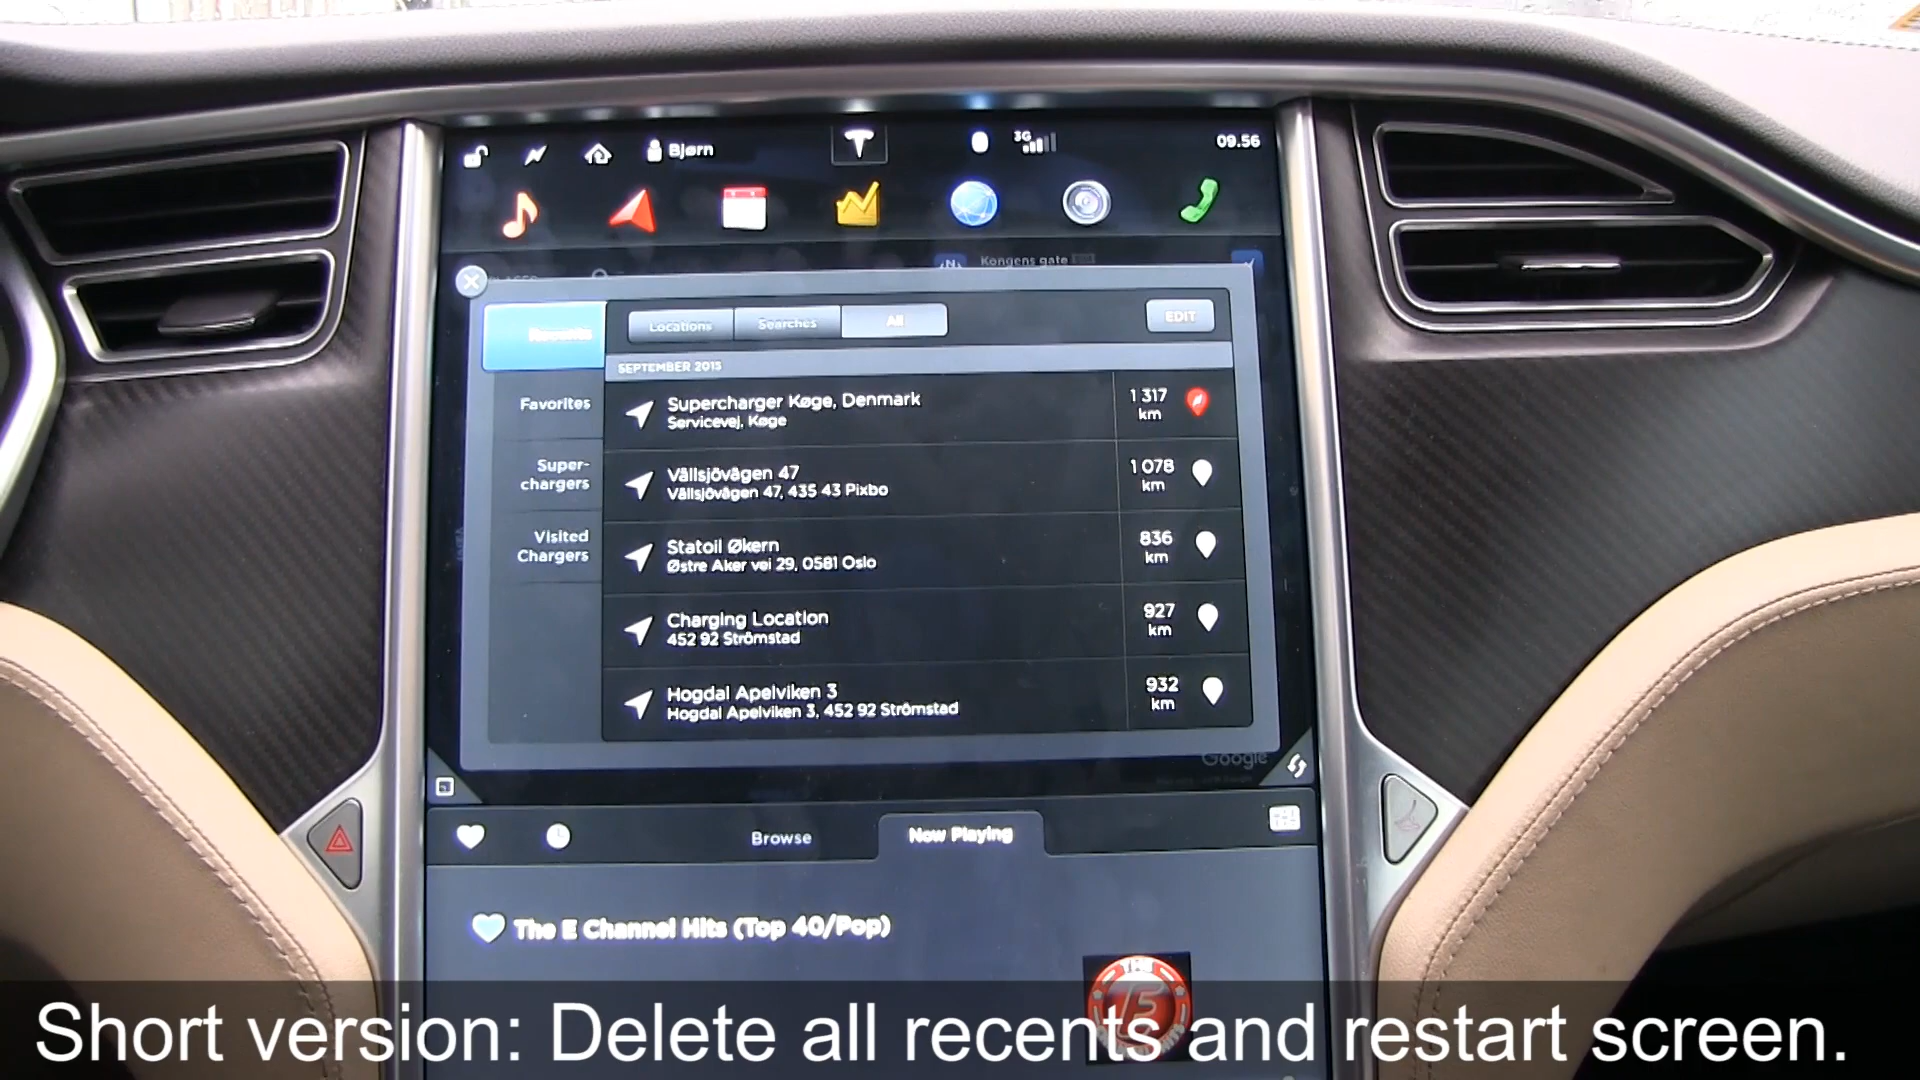 Bjørn
3G
09.56
Kongens gate
Recents
Locations
Searches
All
EDIT
SEPTEMBER 2015
Favorites
Super-
chargers
Visited
Chargers
Supercharger Køge, Denmark
Servicevej, Køge
1 317
km
Vällsjövägen 47
Vällsjövägen 47, 435 43 Pixbo
1 078
km
Statoil Økern
Østre Aker vei 29, 0581 Oslo
836
km
Charging Location
452 92 Strömstad
927
km
Hogdal Apelviken 3
Hogdal Apelviken 3, 452 92 Strömstad
932
km
Google
Browse
Now Playing
The E Channel Hits (Top 40/Pop)
THE
E
Short version: Delete all recents and restart screen.